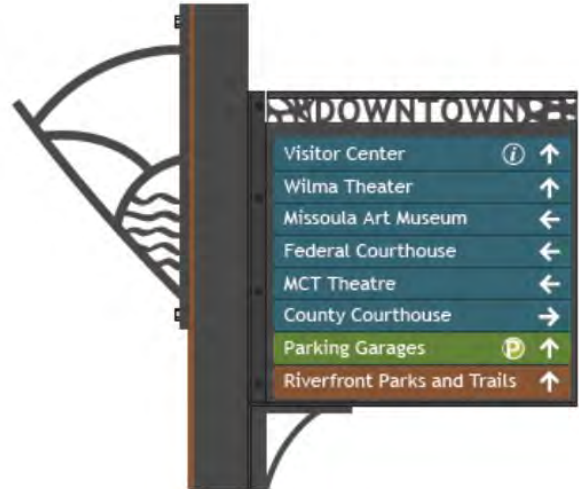 DOWNTOWN
Visitor Center i ↑
Wilma Theater ↑
Missoula Art Museum ←
Federal Courthouse ←
MCT Theatre ←
County Courthouse →
Parking Garages P ↑
Riverfront Parks and Trails ↑